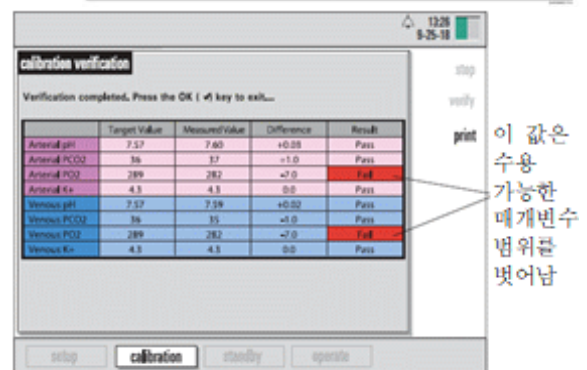 13:26
9-25-18
calibration verification
Verification completed. Press the OK (✔) key to exit...
stop
verify
print
Target Value Measured Value Difference Result
Arterial pH 7.57 7.60 +0.03 Pass
Arterial PCO2 36 37 +1.0 Pass
Arterial PO2 289 282 -7.0 Fail
Arterial K+ 4.3 4.3 0.0 Pass
Venous pH 7.57 7.59 +0.02 Pass
Venous PCO2 36 35 -1.0 Pass
Venous PO2 289 282 -7.0 Fail
Venous K+ 4.3 4.3 0.0 Pass
이 값은
수용
가능한
매개변수
범위를
벗어남
setup calibration standby operate